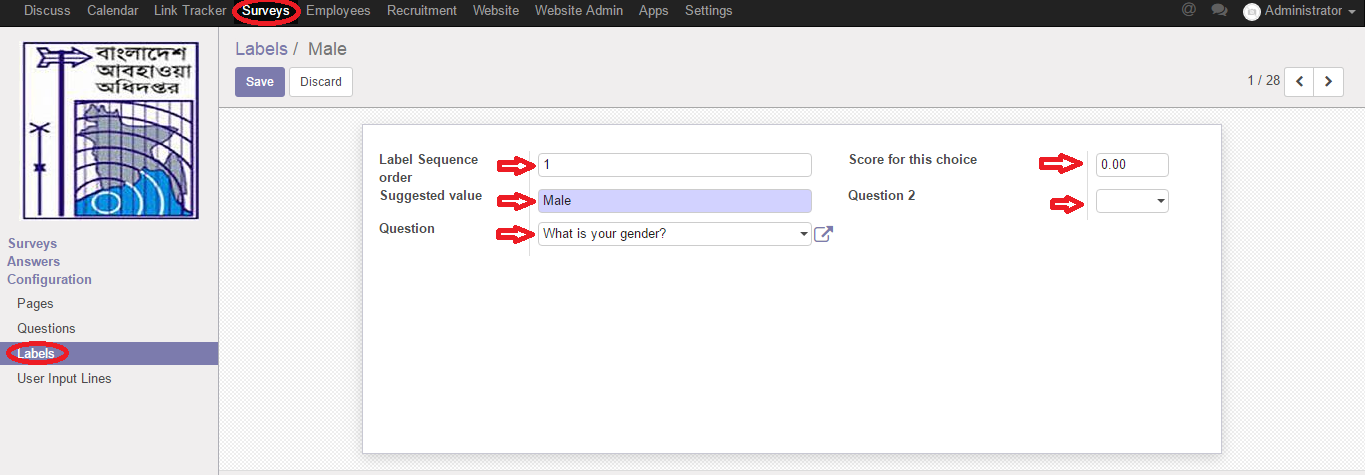 Discuss Calendar Link Tracker Surveys Employees Recruitment Website Website Admin Apps Settings @ Administrator
বাংলাদেশ
আবহাওয়া
অধিদপ্তর
Labels / Male
Save Discard
1 / 28
Label Sequence order 1
Score for this choice 0.00
Suggested value Male
Question 2
Question What is your gender?
Surveys
Answers
Configuration
Pages
Questions
Labels
User Input Lines